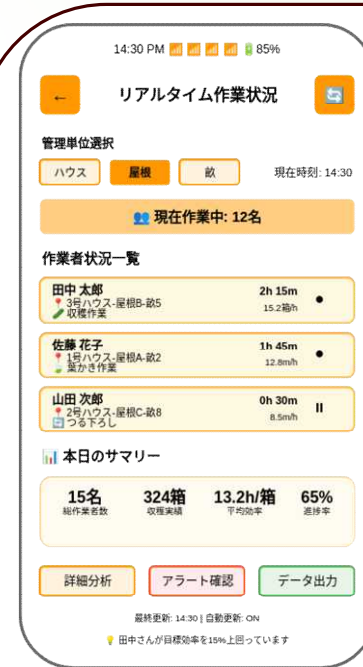 14:30 PM 85%
← リアルタイム作業状況
管理単位選択
ハウス 屋根 畝 現在時刻: 14:30
現在作業中: 12名
作業者状況一覧
田中 太郎 2h 15m
3号ハウス-屋根B-畝5 15.2箱/h
収穫作業
佐藤 花子 1h 45m
1号ハウス-屋根A-畝2 12.8m/h
葉かき作業
山田 次郎 0h 30m
2号ハウス-屋根C-畝8 8.5m/h
つる下ろし
本日のサマリー
15名 324箱 13.2h/箱 65%
総作業者数 収穫実績 平均効率 進捗率
詳細分析 アラート確認 データ出力
最終更新: 14:30 | 自動更新: ON
田中さんが目標効率を15%上回っています